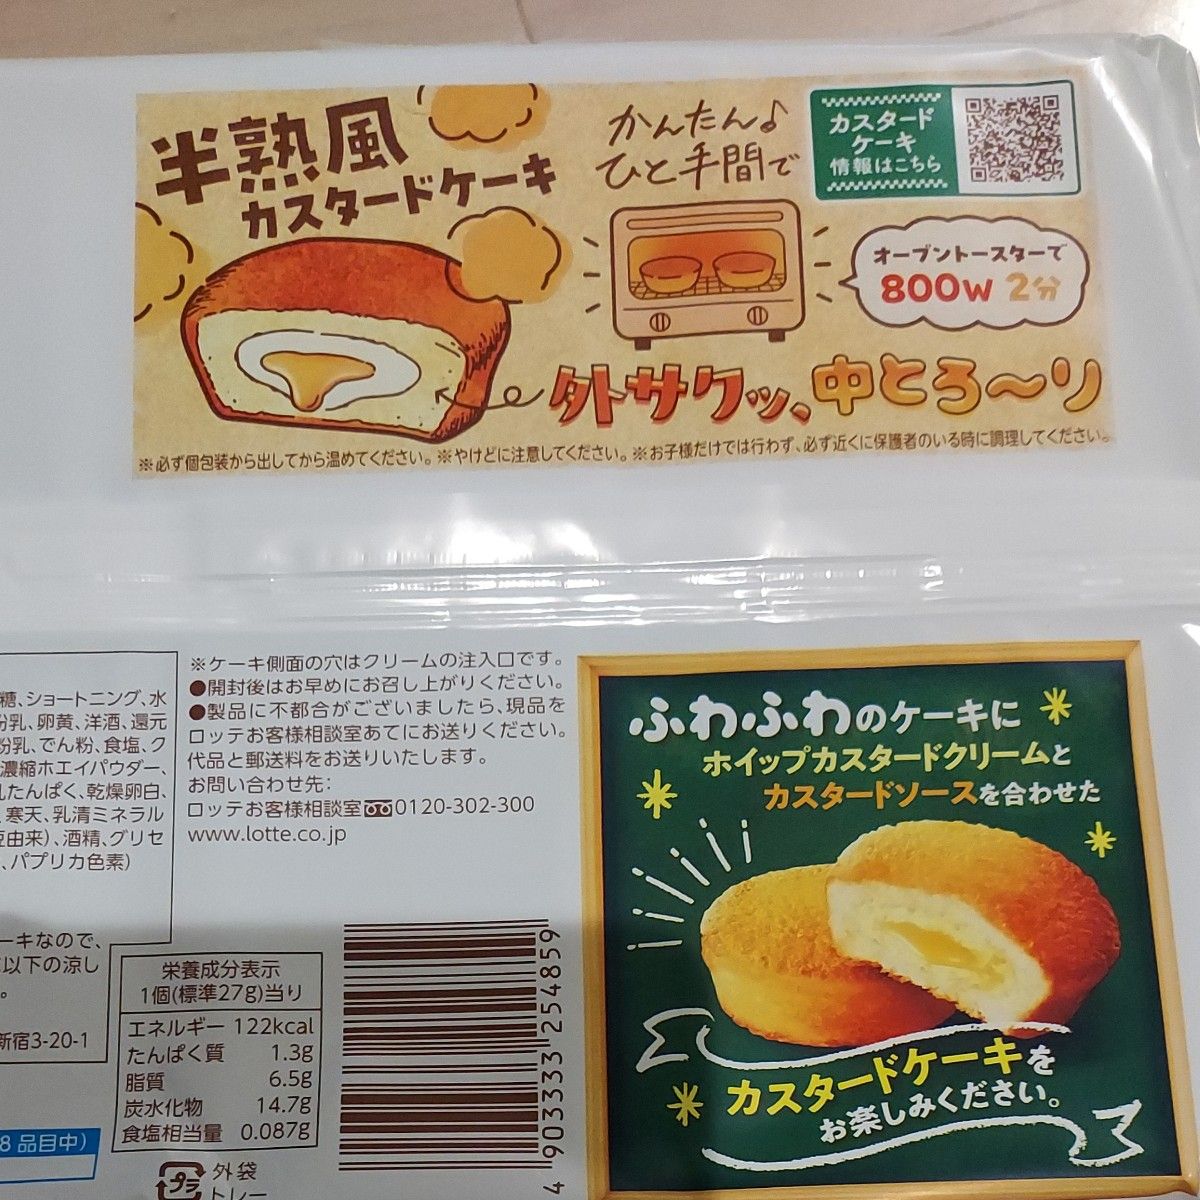 半熟風
カスタードケーキ
かんたん♪
ひと手間で
カスタード
ケーキ
情報はこちら
オーブントースターで
800w 2分
外サクッ、中とろ〜り
※必ず個包装から出してから温めてください。※やけどに注意してください。※お子様だけでは行わず、必ず近くに保護者のいる時に調理してください。
糖、ショートニング、水
粉乳、卵黄、洋酒、還元
粉乳、でん粉、食塩、ク
濃縮ホエイパウダー、
乳たんぱく、乾燥卵白、
、寒天、乳清ミネラル
豆由来)、酒精、グリセ
、パプリカ色素)
ーキなので、
以下の涼し
。
新宿3-20-1
8品目中)
※ケーキ側面の穴はクリームの注入口です。
●開封後はお早めにお召し上がりください。
●製品に不都合がございましたら、現品を
ロッテお客様相談室あてにお送りください。
代品と郵送料をお送りいたします。
お問い合わせ先:
ロッテお客様相談室 0120-302-300
www.lotte.co.jp
栄養成分表示
1個(標準27g)当り
エネルギー 122kcal
たんぱく質 1.3g
脂質 6.5g
炭水化物 14.7g
食塩相当量 0.087g
プラ
外袋
トレー
4 903333 254859
ふわふわのケーキに
ホイップカスタードクリームと
カスタードソースを合わせた
カスタードケーキを
お楽しみください。